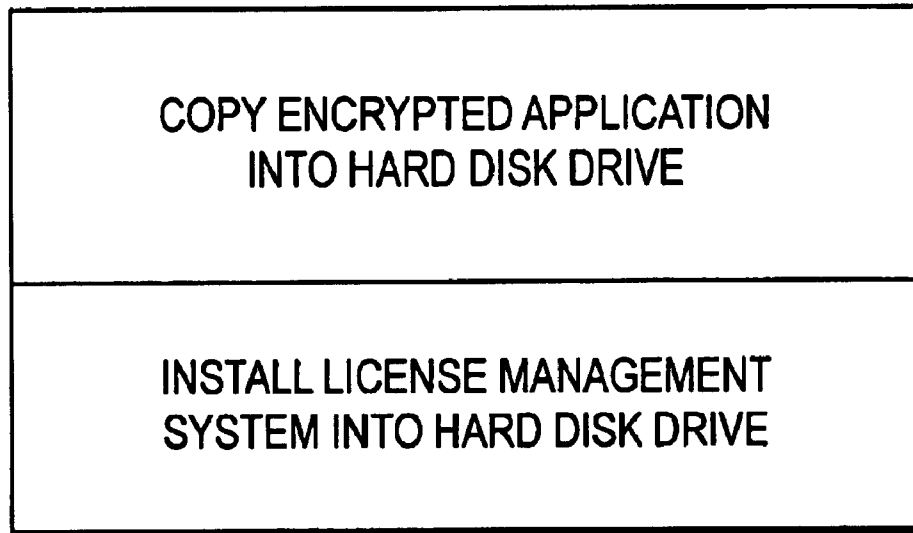 COPY ENCRYPTED APPLICATION
INTO HARD DISK DRIVE
INSTALL LICENSE MANAGEMENT
SYSTEM INTO HARD DISK DRIVE